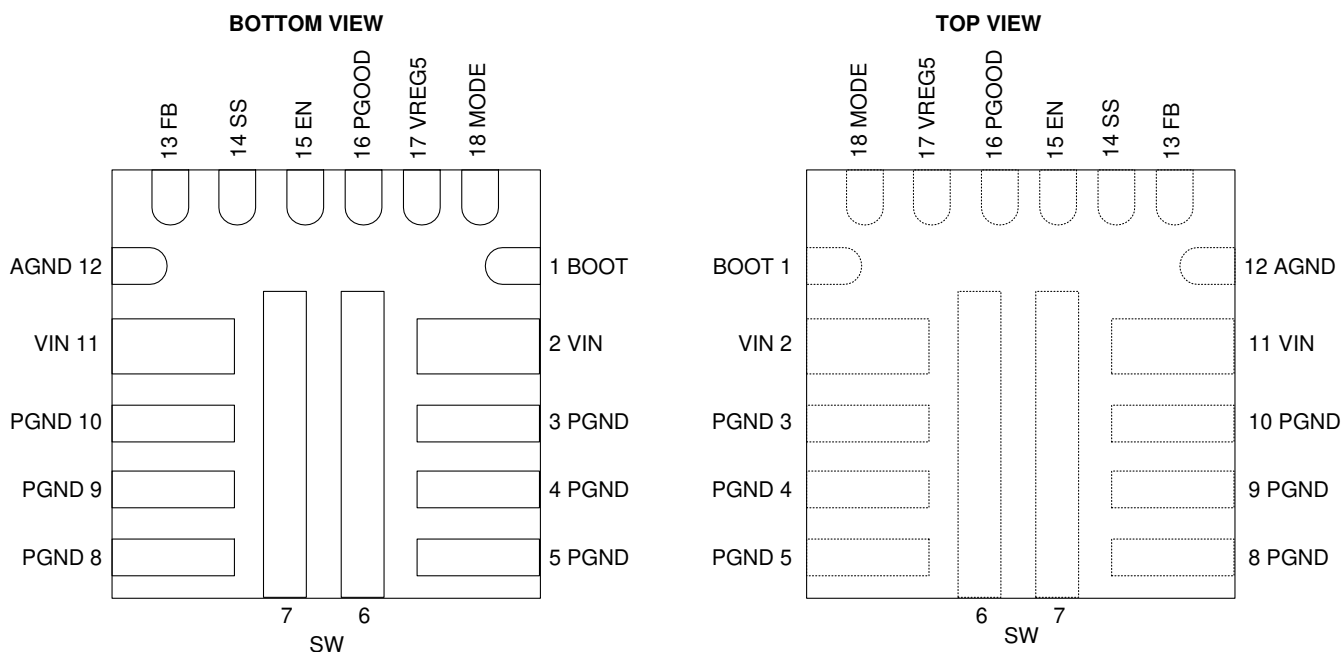 BOTTOM VIEW
13 FB
14 SS
15 EN
16 PGOOD
17 VREG5
18 MODE
AGND 12
1 BOOT
VIN 11
2 VIN
PGND 10
3 PGND
PGND 9
4 PGND
PGND 8
5 PGND
7
6
SW
TOP VIEW
18 MODE
17 VREG5
16 PGOOD
15 EN
14 SS
13 FB
BOOT 1
12 AGND
VIN 2
11 VIN
PGND 3
10 PGND
PGND 4
9 PGND
PGND 5
8 PGND
6
7
SW